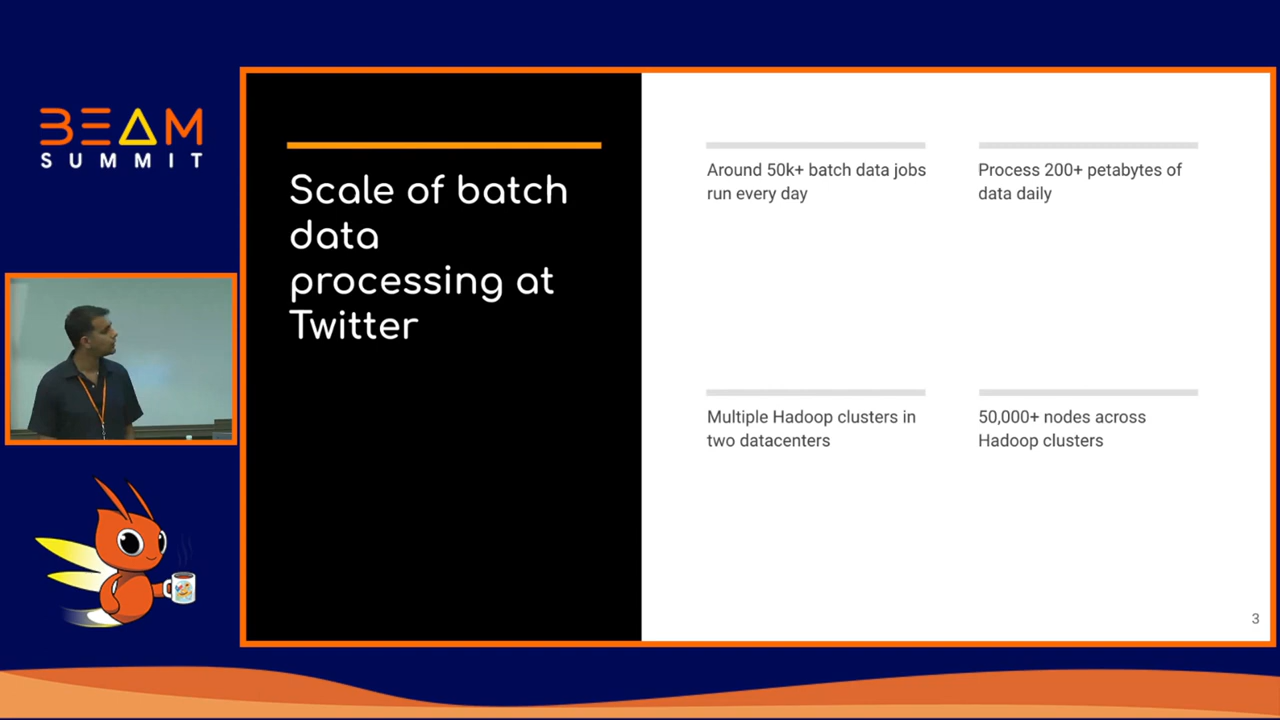 BEAM
SUMMIT
Scale of batch
data
processing at
Twitter
Around 50k+ batch data jobs
run every day
Process 200+ petabytes of
data daily
Multiple Hadoop clusters in
two datacenters
50,000+ nodes across
Hadoop clusters
3